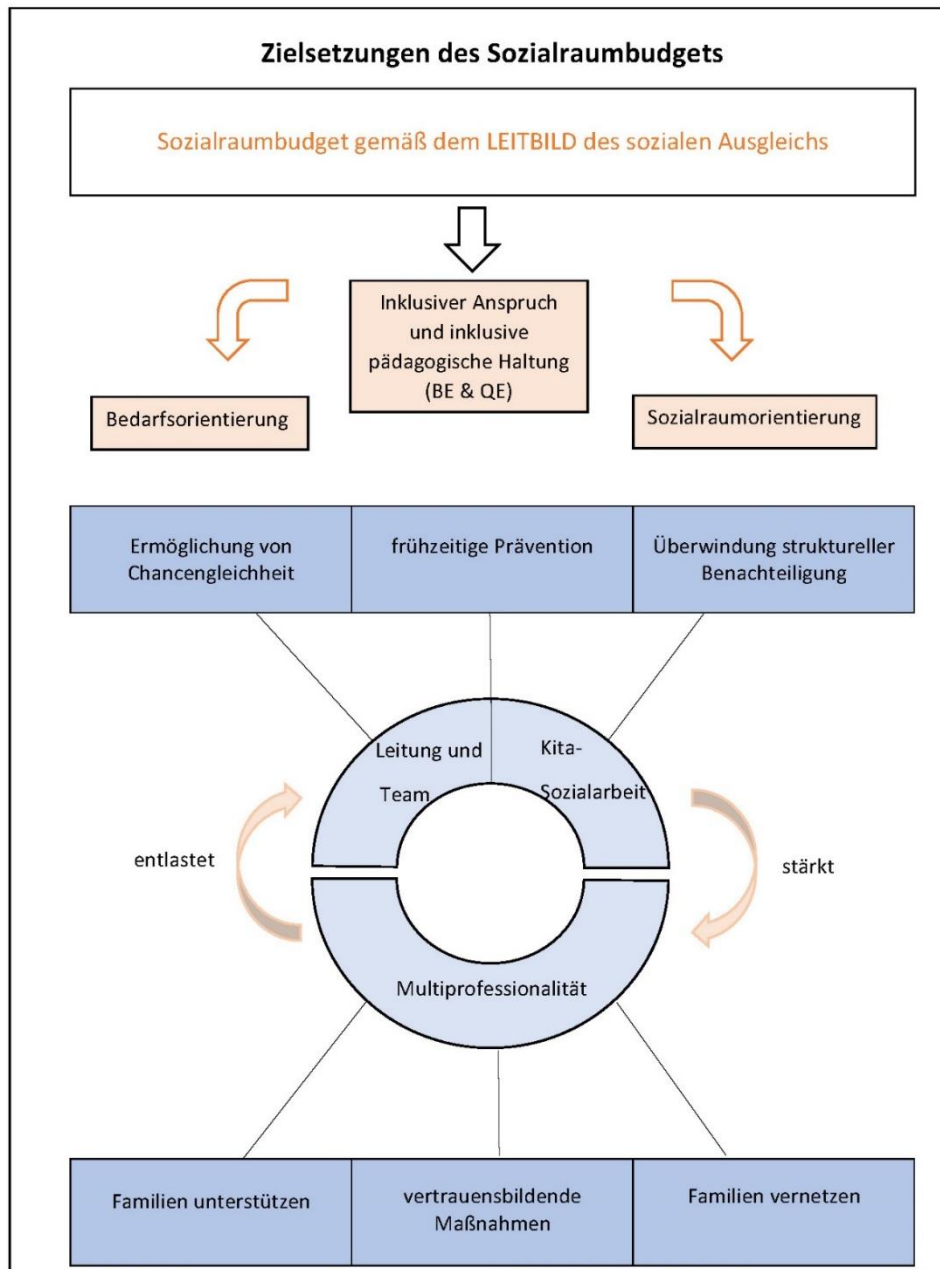 Zielsetzungen des Sozialraumbudgets
Sozialraumbudget gemäß dem LEITBILD des sozialen Ausgleichs
Inklusiver Anspruch
und inklusive
pädagogische Haltung
(BE & QE)
Bedarfsorientierung
Sozialraumorientierung
Ermöglichung von
Chancengleichheit
frühzeitige Prävention
Überwindung struktureller
Benachteiligung
Leitung und
Team
Kita-
Sozialarbeit
entlastet
stärkt
Multiprofessionalität
Familien unterstützen
vertrauensbildende
Maßnahmen
Familien vernetzen